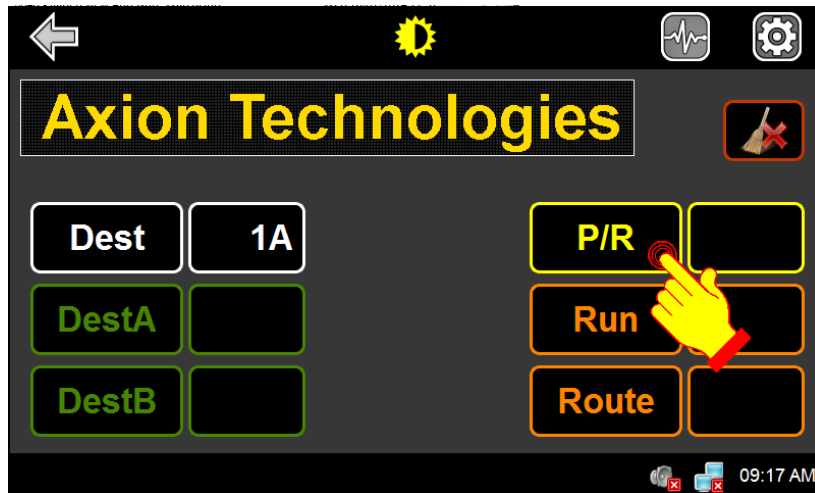 Axion Technologies
Dest 1A P/R
DestA Run
DestB Route
09:17 AM